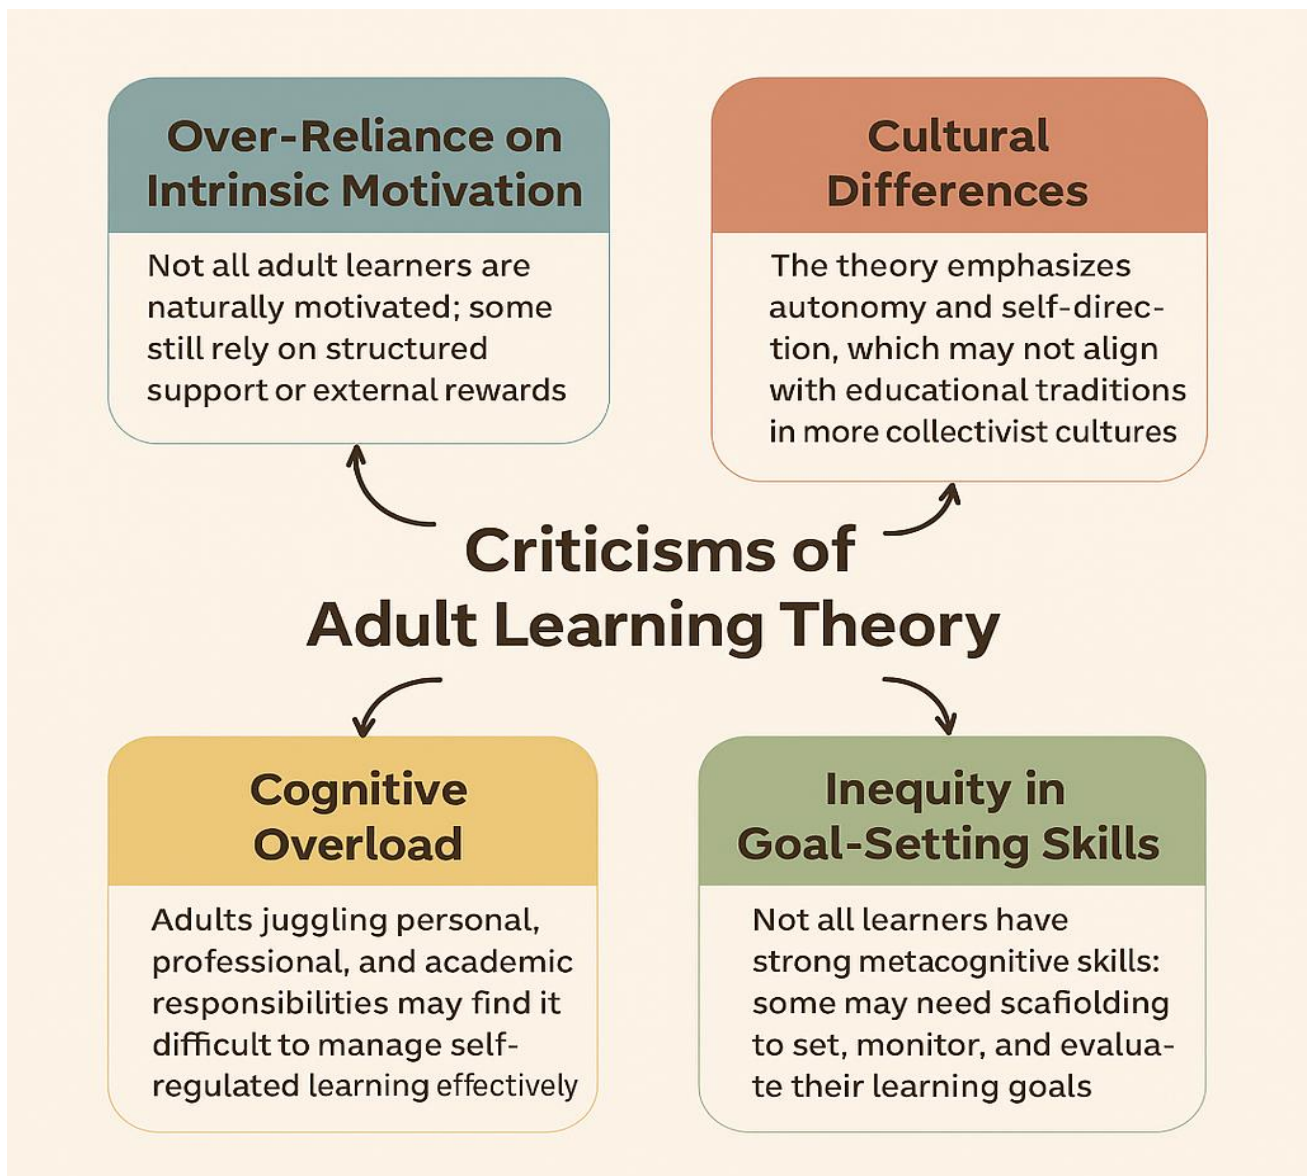 Over-Reliance on
Intrinsic Motivation
Not all adult learners are
naturally motivated; some
still rely on structured
support or external rewards
Cultural
Differences
The theory emphasizes
autonomy and self-direc-
tion, which may not align
with educational traditions
in more collectivist cultures
Criticisms of
Adult Learning Theory
Cognitive
Overload
Adults juggling personal,
professional, and academic
responsibilities may find it
difficult to manage self-
regulated learning effectively
Inequity in
Goal-Setting Skills
Not all learners have
strong metacognitive skills:
some may need scafiolding
to set, monitor, and evalua-
te their learning goals